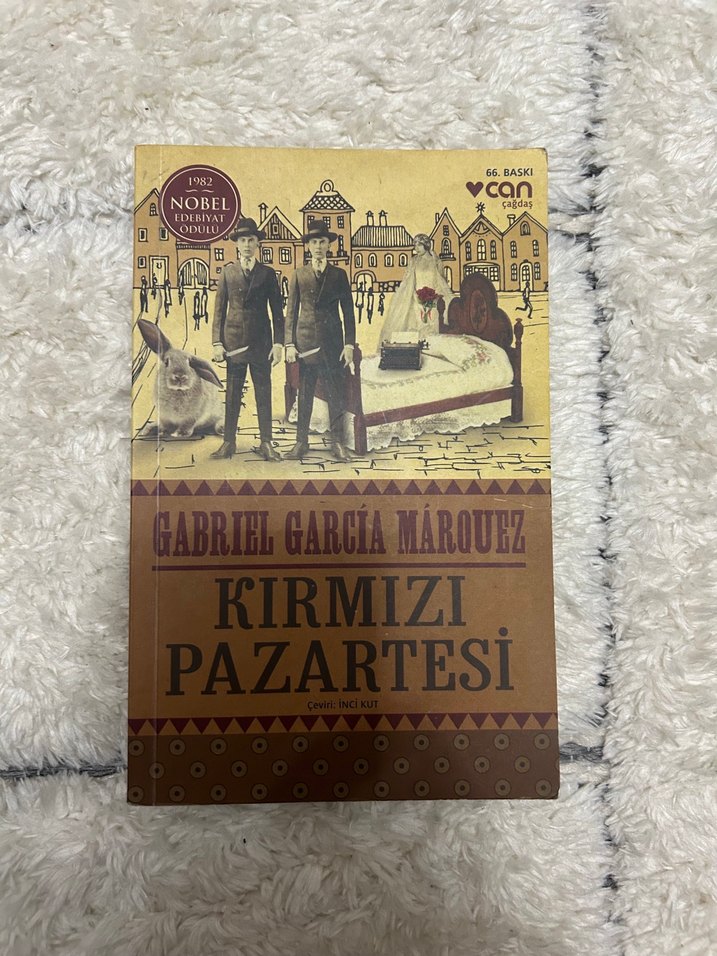 1982
NOBEL
EDEBİYAT
ÖDÜLÜ
66. BASKI
can
çağdaş
GABRIEL GARCÍA MÁRQUEZ
KIRMIZI
PAZARTESİ
Çeviri: İNCİ KUT